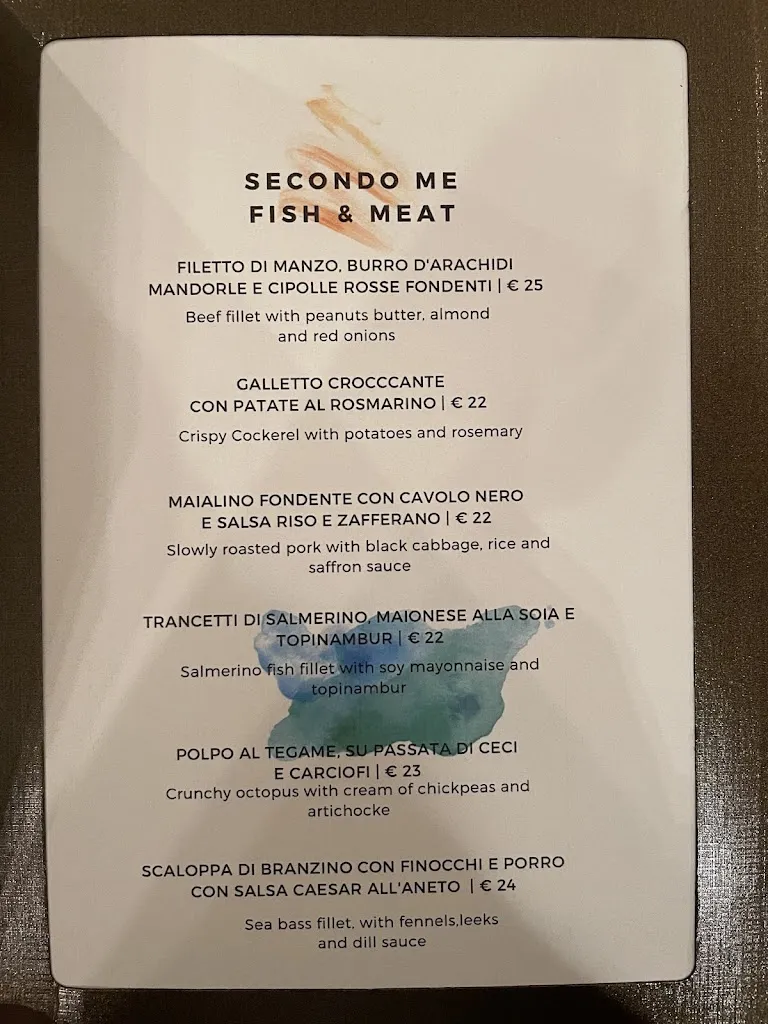 SECONDO ME
FISH & MEAT
FILETTO DI MANZO, BURRO D'ARACHIDI
MANDORLE E CIPOLLE ROSSE FONDENTI | € 25
Beef fillet with peanuts butter, almond
and red onions
GALLETTO CROCCCANTE
CON PATATE AL ROSMARINO | € 22
Crispy Cockerel with potatoes and rosemary
MAIALINO FONDENTE CON CAVOLO NERO
E SALSA RISO E ZAFFERANO | € 22
Slowly roasted pork with black cabbage, rice and
saffron sauce
TRANCETTI DI SALMERINO, MAIONESE ALLA SOIA E
TOPINAMBUR | € 22
Salmerino fish fillet with soy mayonnaise and
topinambur
POLPO AL TEGAME, SU PASSATA DI CECI
E CARCIOFI | € 23
Crunchy octopus with cream of chickpeas and
artichocke
SCALOPPA DI BRANZINO CON FINOCCHI E PORRO
CON SALSA CAESAR ALL'ANETO | € 24
Sea bass fillet, with fennels,leeks
and dill sauce